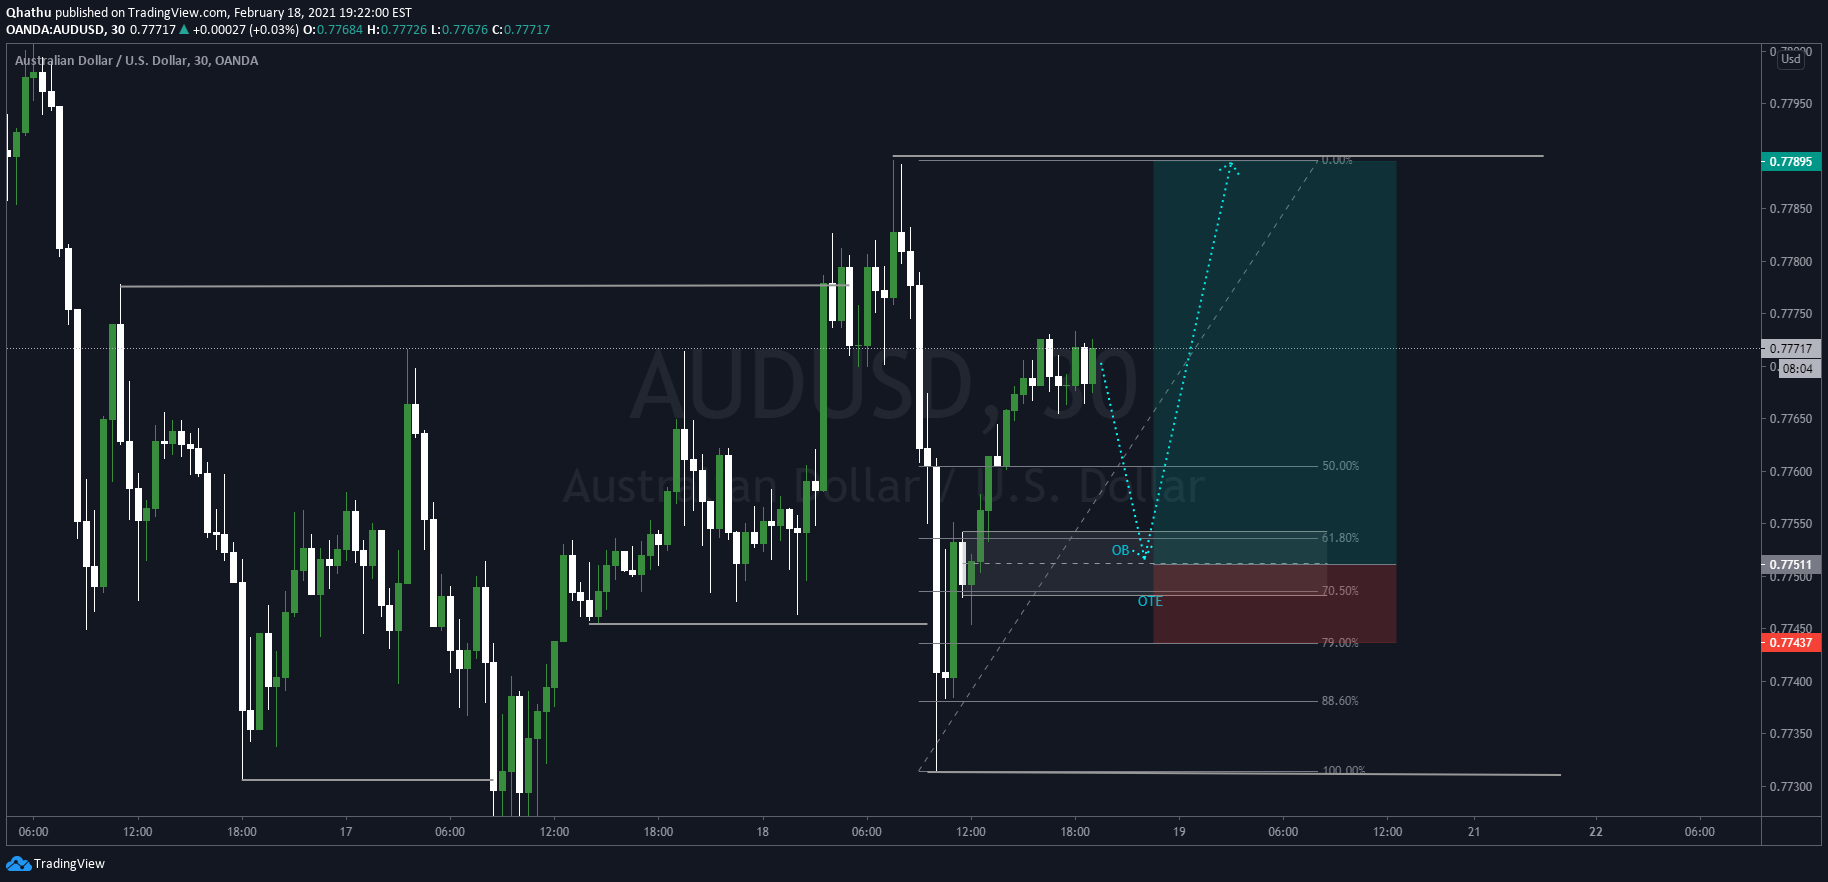 Qhathu published on TradingView.com, February 18, 2021 19:22:00 EST
OANDA:AUDUSD, 30 0.77717 ▲ +0.00027 (+0.03%) O:0.77684 H:0.77726 L:0.77676 C:0.77717
Australian Dollar / U.S. Dollar, 30, OANDA
Usd
0.77950
0.00%
0.77895
0.77850
0.77800
0.77750
0.77717
08:04
AUDUSD, 30
0.77650
50.00%
0.77600
Australian Dollar / U.S. Dollar
0.77550
61.80%
OB
0.77511
0.77500
70.50%
OTE
0.77450
79.00%
0.77437
0.77400
88.60%
0.77350
100.00%
0.77300
06:00 12:00 18:00 17 06:00 12:00 18:00 18 06:00 12:00 18:00 19 06:00 12:00 21 22 06:00
TradingView